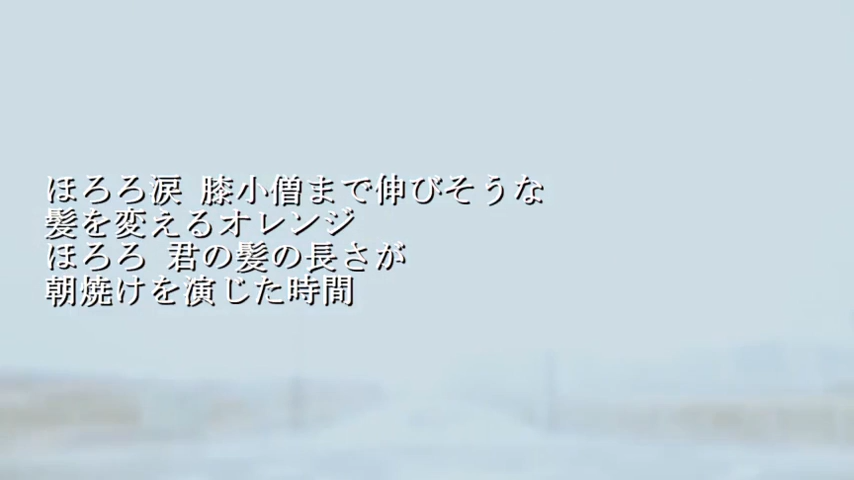 ほろろ涙 膝小僧まで伸びそうな
髪を変えるオレンジ
ほろろ 君の髪の長さが
朝焼けを演じた時間